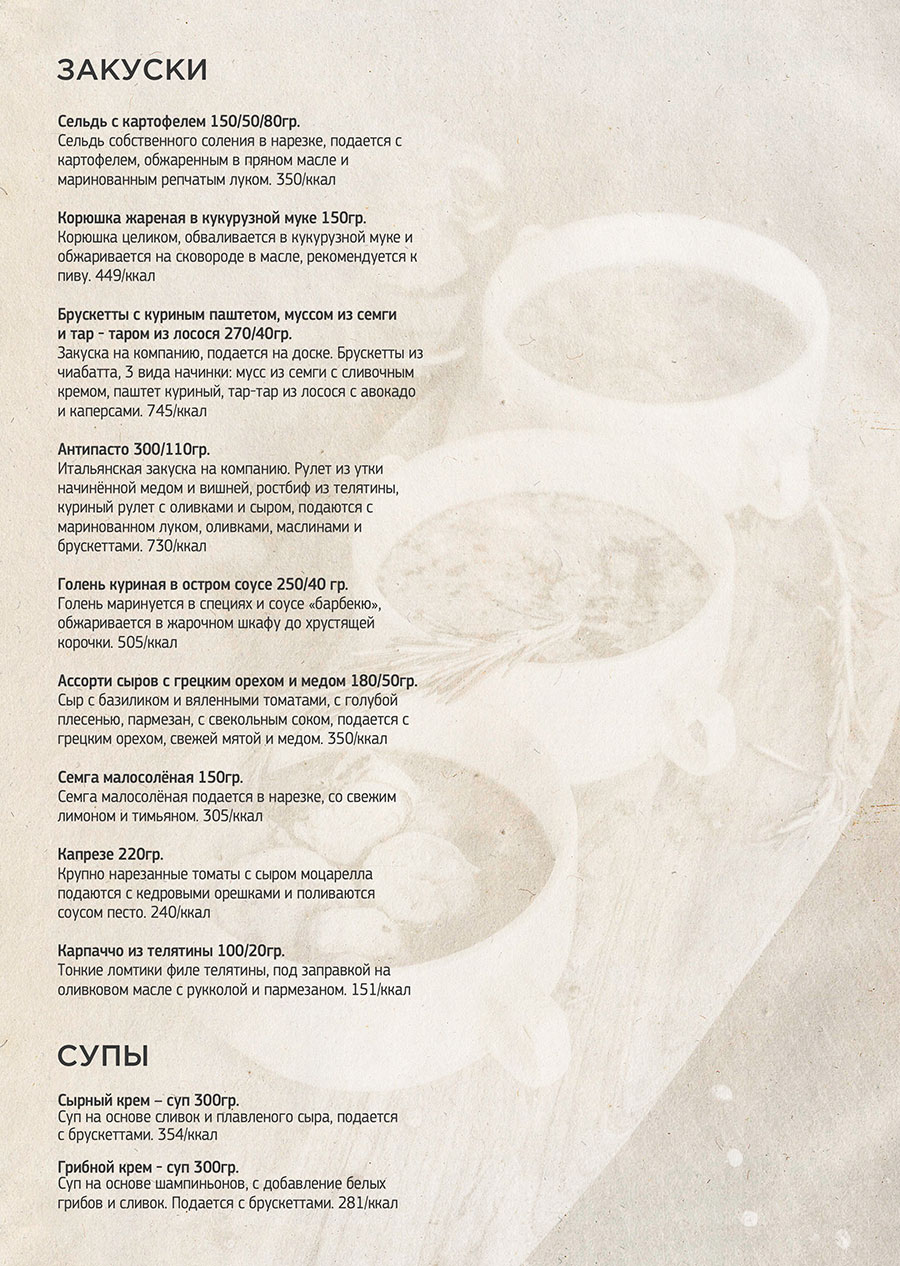 ЗАКУСКИ
Сельдь с картофелем 150/50/80гр.
Сельдь собственного соления в нарезке, подается с
картофелем, обжаренным в пряном масле и
маринованным репчатым луком. 350/ккал
Корюшка жареная в кукурузной муке 150гр.
Корюшка целиком, обваливается в кукурузной муке и
обжаривается на сковороде в масле, рекомендуется к
пиву. 449/ккал
Брускетты с куриным паштетом, муссом из семги
и тар - таром из лосося 270/40гр.
Закуска на компанию, подается на доске. Брускетты из
чиабатта, 3 вида начинки: мусс из семги с сливочным
кремом, паштет куриный, тар-тар из лосося с авокадо
и каперсами. 745/ккал
Антипасто 300/110гр.
Итальянская закуска на компанию. Рулет из утки
начинённой медом и вишней, ростбиф из телятины,
куриный рулет с оливками и сыром, подаются с
маринованном луком, оливками, маслинами и
брускеттами. 730/ккал
Голень куриная в остром соусе 250/40 гр.
Голень маринуется в специях и соусе «барбекю»,
обжаривается в жарочном шкафу до хрустящей
корочки. 505/ккал
Ассорти сыров с грецким орехом и медом 180/50гр.
Сыр с базиликом и вяленными томатами, с голубой
плесенью, пармезан, с свекольным соком, подается с
грецким орехом, свежей мятой и медом. 350/ккал
Семга малосолёная 150гр.
Семга малосолёная подается в нарезке, со свежим
лимоном и тимьяном. 305/ккал
Капрезе 220гр.
Крупно нарезанные томаты с сыром моцарелла
подаются с кедровыми орешками и поливаются
соусом песто. 240/ккал
Карпаччо из телятины 100/20гр.
Тонкие ломтики филе телятины, под заправкой на
оливковом масле с рукколой и пармезаном. 151/ккал
СУПЫ
Сырный крем – суп 300гр.
Суп на основе сливок и плавленого сыра, подается
с брускеттами. 354/ккал
Грибной крем - суп 300гр.
Суп на основе шампиньонов, с добавление белых
грибов и сливок. Подается с брускеттами. 281/ккал